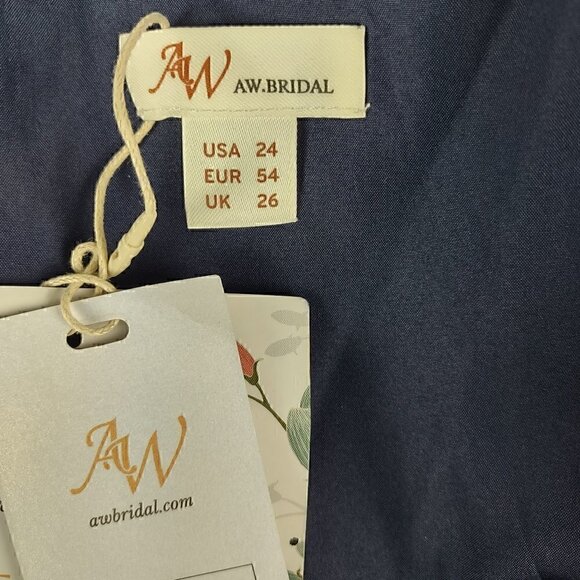 AW AW.BRIDAL
USA 24
EUR 54
UK 26
AW
awbridal.com